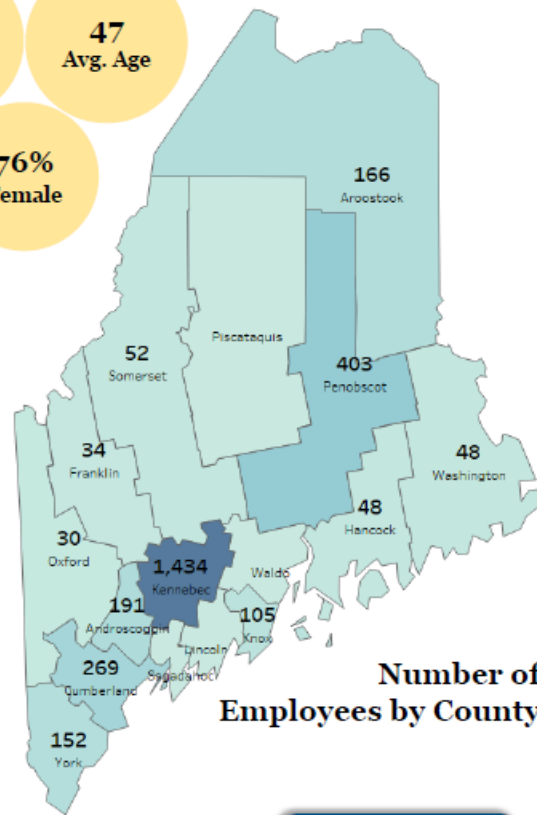 47
Avg. Age
76%
Female
166
Aroostook
Piscataquis
52
Somerset
403
Penobscot
34
Franklin
48
Washington
48
Hancock
30
Oxford
1,434
Kennebec
Waldo
191
Androscoggin
105
Knox
Lincoln
Sagadahoc
269
Cumberland
Number of
Employees by County
152
York